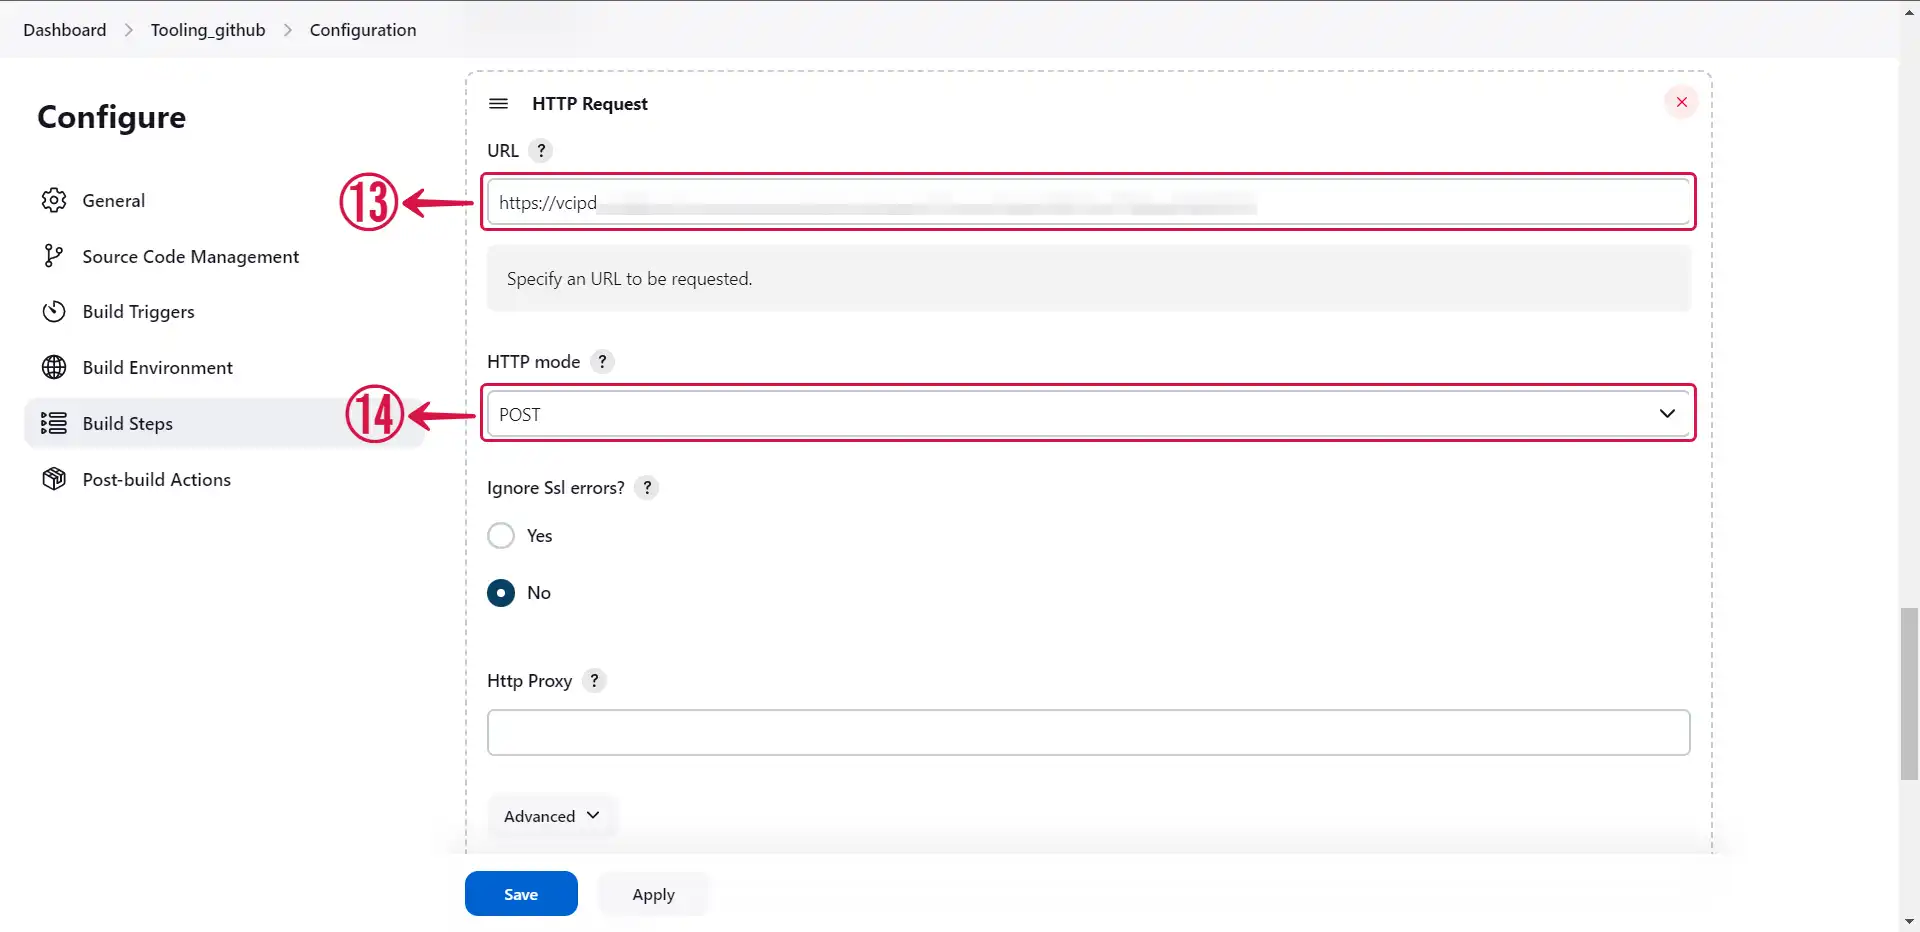 Dashboard > Tooling_github > Configuration
Configure
General
Source Code Management
Build Triggers
Build Environment
Build Steps
Post-build Actions
HTTP Request
URL ?
13
https://vcipd
Specify an URL to be requested.
HTTP mode ?
14
POST
Ignore Ssl errors? ?
Yes
No
Http Proxy ?
Advanced
Save Apply